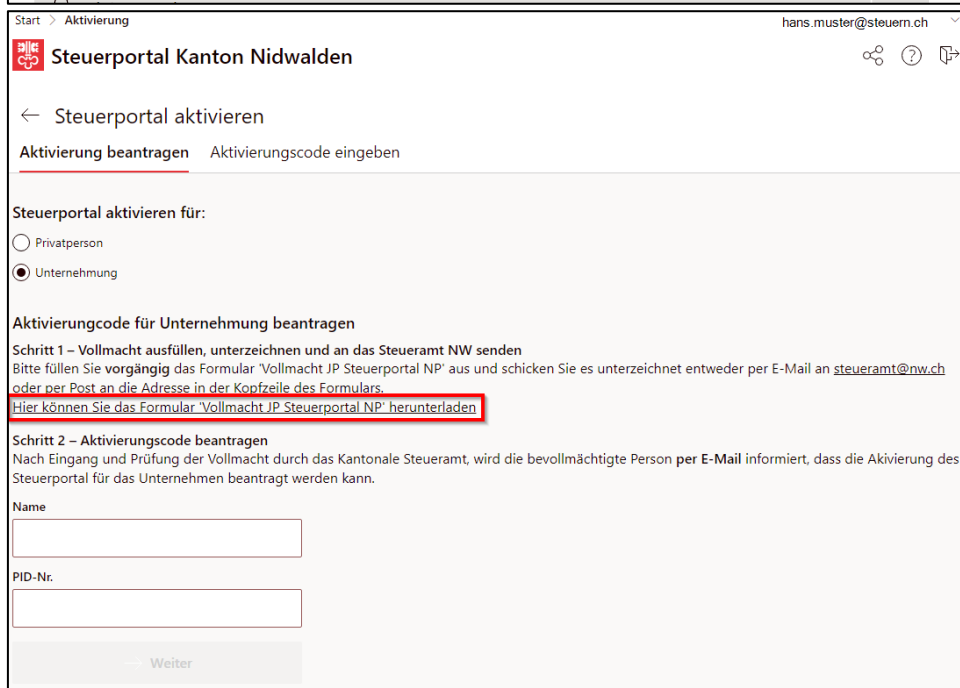 Start > Aktivierung
hans.muster@steuern.ch
Steuerportal Kanton Nidwalden
← Steuerportal aktivieren
Aktivierung beantragen Aktivierungscode eingeben
Steuerportal aktivieren für:
Privatperson
Unternehmung
Aktivierungcode für Unternehmung beantragen
Schritt 1 – Vollmacht ausfüllen, unterzeichnen und an das Steueramt NW senden
Bitte füllen Sie vorgängig das Formular 'Vollmacht JP Steuerportal NP' aus und schicken Sie es unterzeichnet entweder per E-Mail an steueramt@nw.ch
oder per Post an die Adresse in der Kopfzeile des Formulars.
Hier können Sie das Formular 'Vollmacht JP Steuerportal NP' herunterladen
Schritt 2 – Aktivierungscode beantragen
Nach Eingang und Prüfung der Vollmacht durch das Kantonale Steueramt, wird die bevollmächtigte Person per E-Mail informiert, dass die Akivierung des
Steuerportal für das Unternehmen beantragt werden kann.
Name
PID-Nr.
→ Weiter